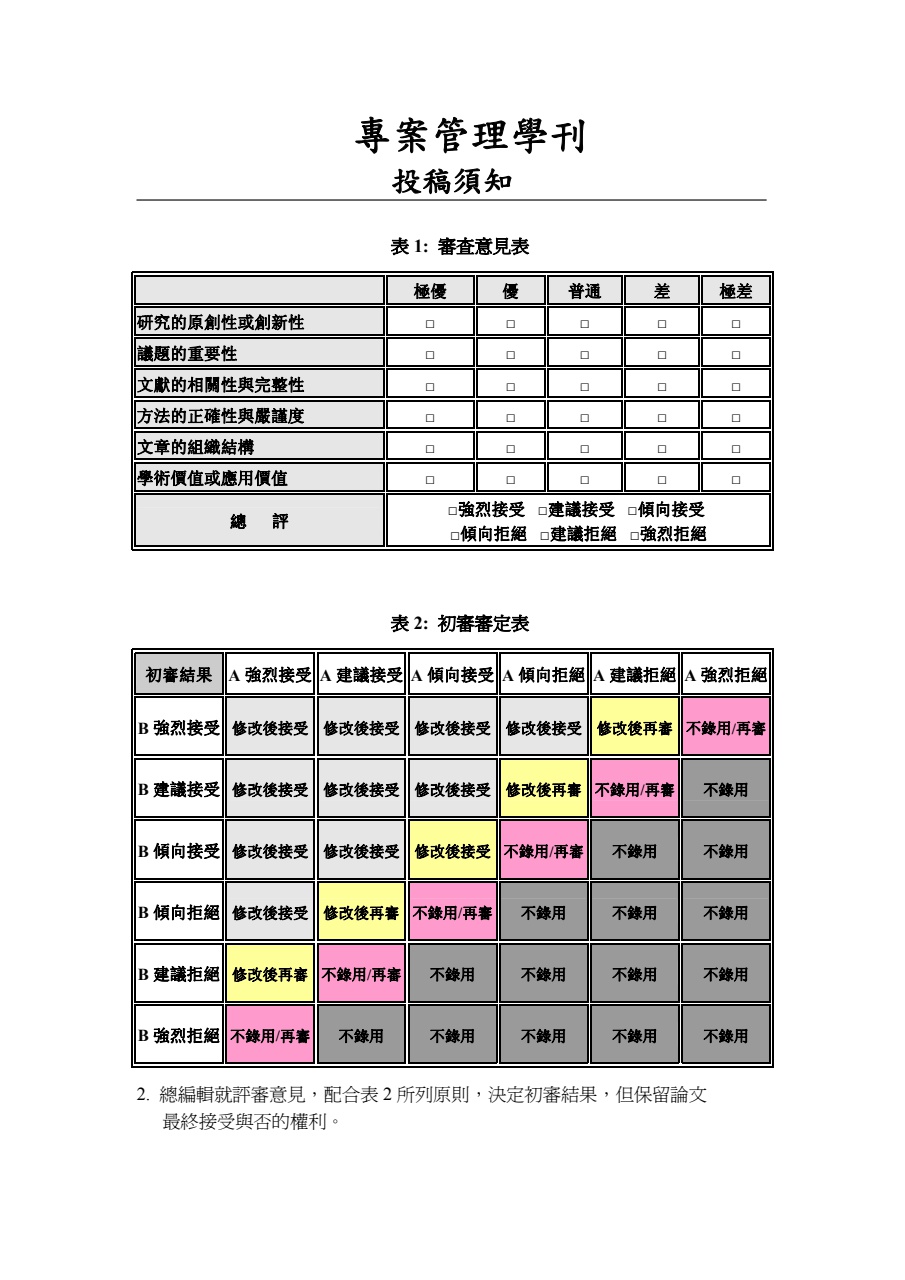 專案管理學刊
投稿須知
表 1: 審查意見表
極優 優 普通 差 極差
研究的原創性或創新性 □ □ □ □ □
議題的重要性 □ □ □ □ □
文獻的相關性與完整性 □ □ □ □ □
方法的正確性與嚴謹度 □ □ □ □ □
文章的組織結構 □ □ □ □ □
學術價值或應用價值 □ □ □ □ □
總 評 □強烈接受 □建議接受 □傾向接受
□傾向拒絕 □建議拒絕 □強烈拒絕
表 2: 初審審定表
初審結果 A 強烈接受 A 建議接受 A 傾向接受 A 傾向拒絕 A 建議拒絕 A 強烈拒絕
B 強烈接受 修改後接受 修改後接受 修改後接受 修改後接受 修改後再審 不錄用/再審
B 建議接受 修改後接受 修改後接受 修改後接受 修改後再審 不錄用/再審 不錄用
B 傾向接受 修改後接受 修改後接受 修改後接受 不錄用/再審 不錄用 不錄用
B 傾向拒絕 修改後接受 修改後再審 不錄用/再審 不錄用 不錄用 不錄用
B 建議拒絕 修改後再審 不錄用/再審 不錄用 不錄用 不錄用 不錄用
B 強烈拒絕 不錄用/再審 不錄用 不錄用 不錄用 不錄用 不錄用
2. 總編輯就評審意見，配合表 2 所列原則，決定初審結果，但保留論文
最終接受與否的權利。